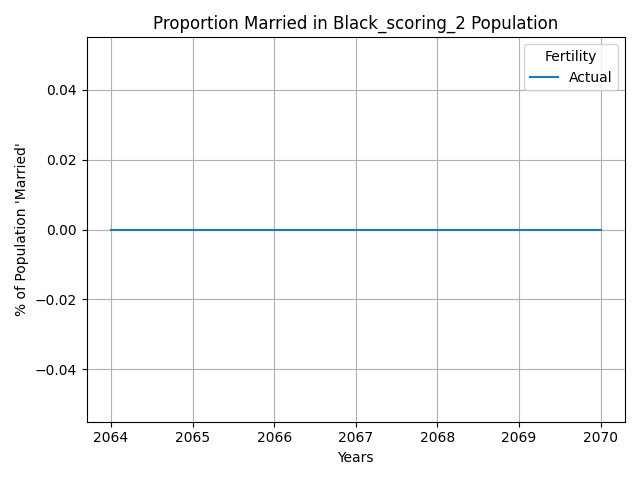 Proportion Married in Black_scoring_2 Population
Fertility
Actual
0.04
0.02
0.00
−0.02
−0.04
% of Population 'Married'
2064 2065 2066 2067 2068 2069 2070
Years